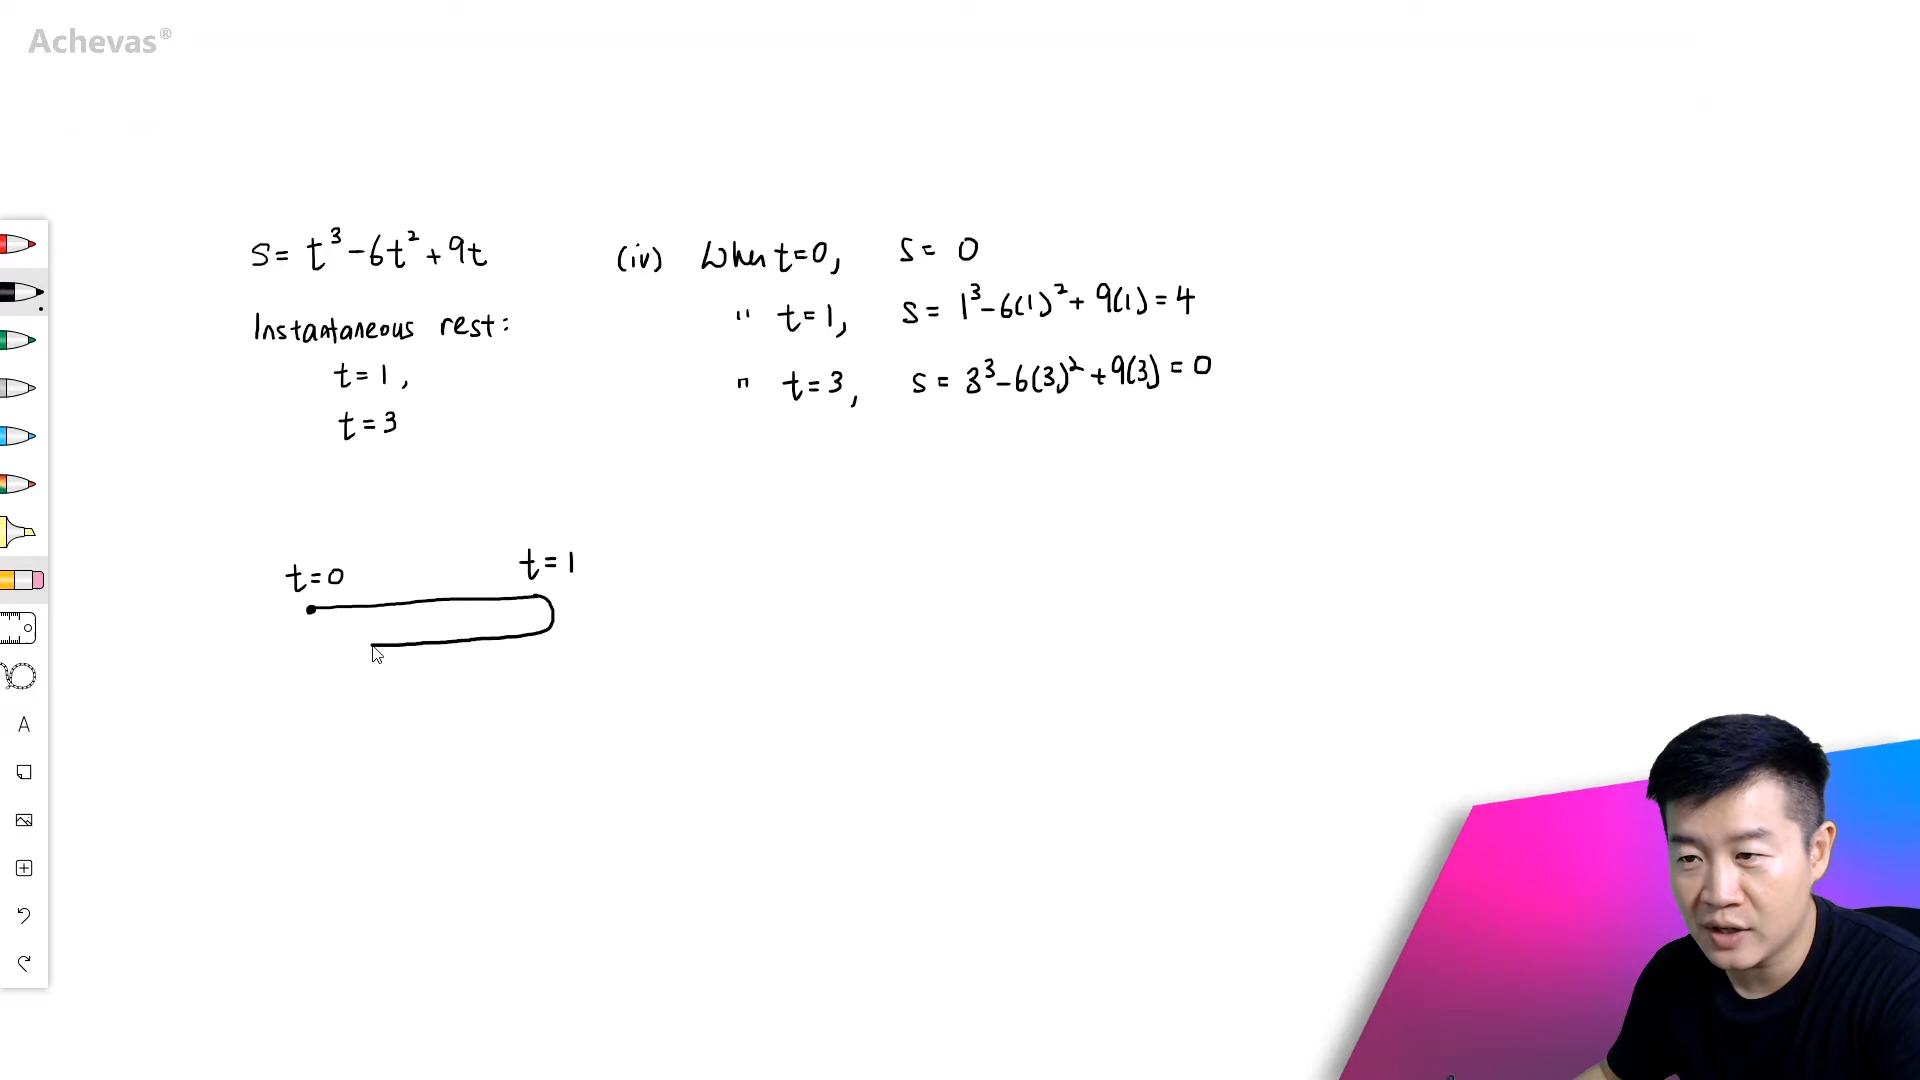 Achevas®
s = t³ - 6t² + 9t
Instantaneous rest:
t = 1,
t = 3
(iv) When t=0, s = 0
" t=1, s = 1³ - 6(1)² + 9(1) = 4
" t=3, s = 3³ - 6(3)² + 9(3) = 0
t=0
t=1
A